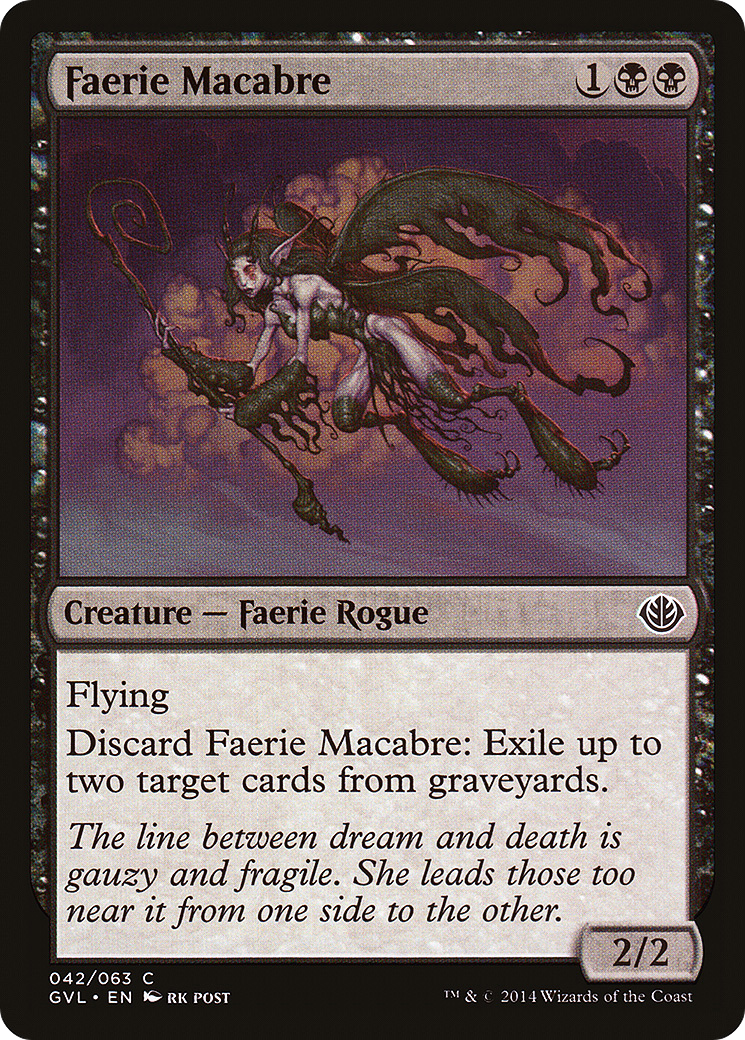 Faerie Macabre 1
Creature — Faerie Rogue
Flying
Discard Faerie Macabre: Exile up to
two target cards from graveyards.
The line between dream and death is
gauzy and fragile. She leads those too
near it from one side to the other.
2/2
042/063 C
GVL • EN RK POST
™ & © 2014 Wizards of the Coast